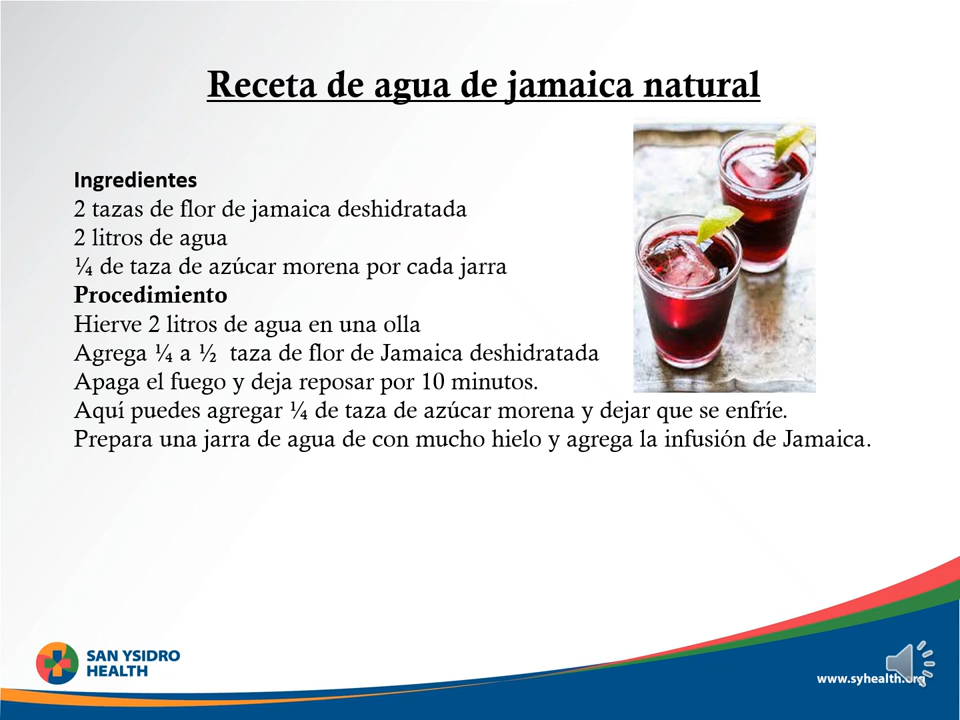 Receta de agua de jamaica natural
Ingredientes
2 tazas de flor de jamaica deshidratada
2 litros de agua
¼ de taza de azúcar morena por cada jarra
Procedimiento
Hierve 2 litros de agua en una olla
Agrega ¼ a ½ taza de flor de Jamaica deshidratada
Apaga el fuego y deja reposar por 10 minutos.
Aquí puedes agregar ¼ de taza de azúcar morena y dejar que se enfríe.
Prepara una jarra de agua de con mucho hielo y agrega la infusión de Jamaica.
SAN YSIDRO
HEALTH
www.syhealth.org